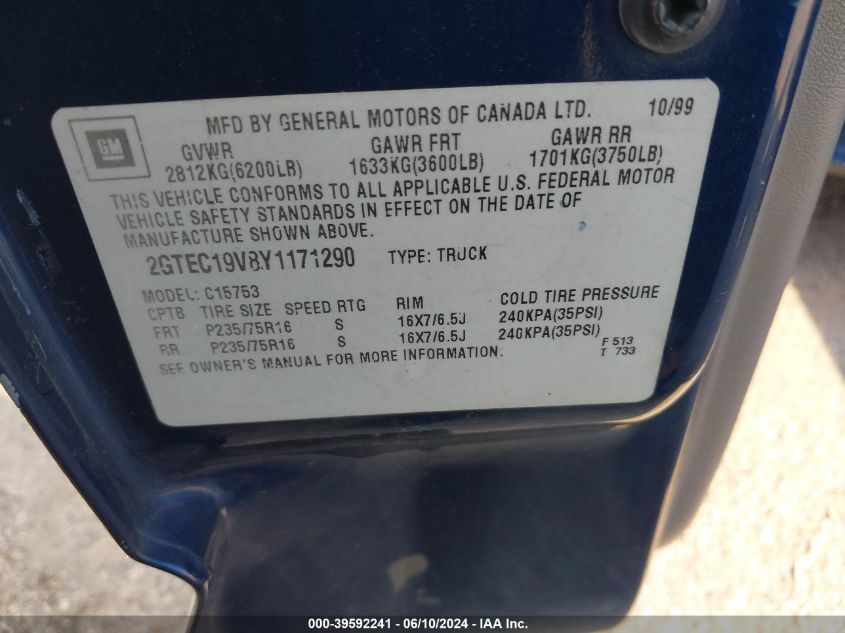 MFD BY GENERAL MOTORS OF CANADA LTD. 10/99
GM
GVWR GAWR FRT GAWR RR
2812KG(6200LB) 1633KG(3600LB) 1701KG(3750LB)
THIS VEHICLE CONFORMS TO ALL APPLICABLE U.S. FEDERAL MOTOR
VEHICLE SAFETY STANDARDS IN EFFECT ON THE DATE OF
MANUFACTURE SHOWN ABOVE.
2GTEC19V8Y1171290 TYPE: TRUCK
MODEL: C15753
CPTB TIRE SIZE SPEED RTG RIM COLD TIRE PRESSURE
FRT P235/75R16 S 16X7/6.5J 240KPA(35PSI)
RR P235/75R16 S 16X7/6.5J 240KPA(35PSI)
SEE OWNER'S MANUAL FOR MORE INFORMATION.
F 513
T 733
000-39592241 - 06/10/2024 - IAA Inc.